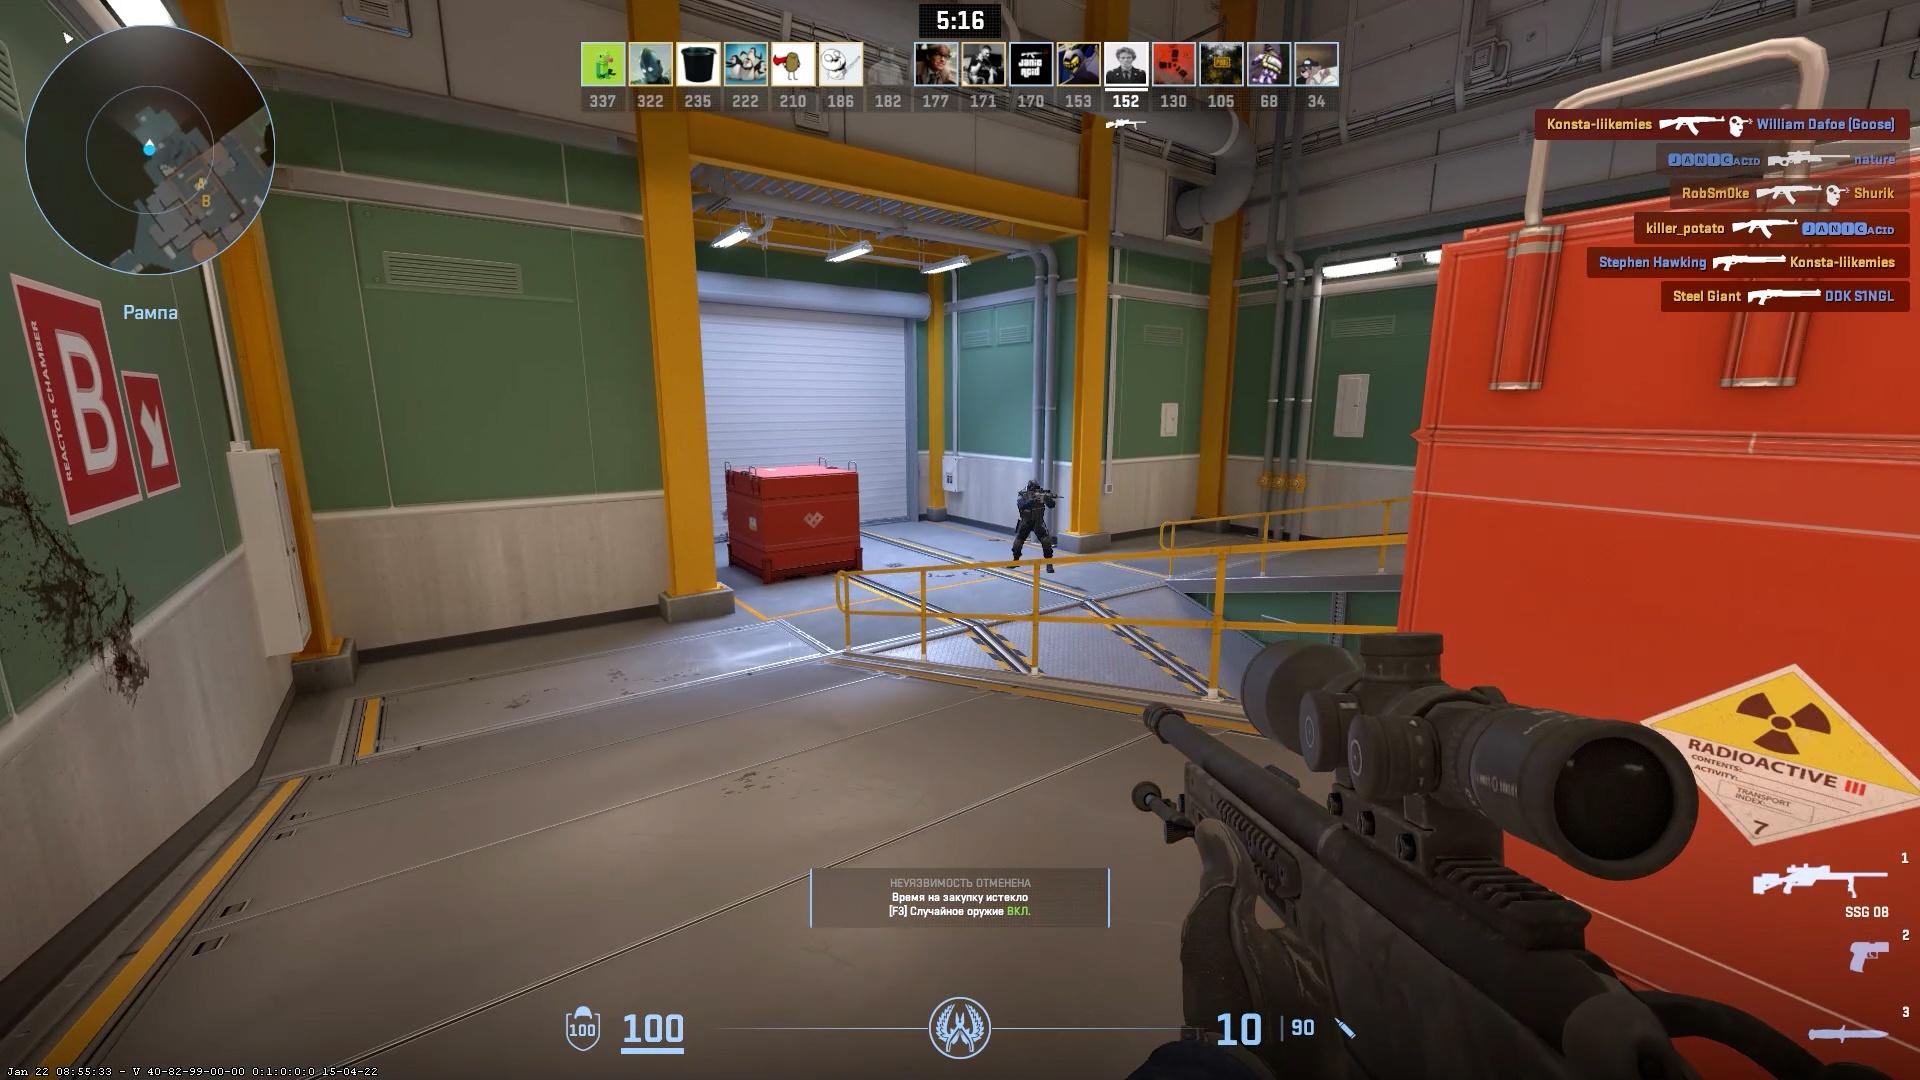 5:16
337 322 235 222 210 186 182 177 171 170 153 152 130 105 68 34
JANIC ACID
Konsta-liikemies William Dafoe (Goose)
JANICACID nature
RobSm0ke Shurik
killer_potato JANICACID
Stephen Hawking Konsta-liikemies
Steel Giant DDK S1NGL
A
B
Рампа
REACTOR CHAMBER
B
RADIOACTIVE III
CONTENTS:
ACTIVITY:
TRANSPORT
INDEX:
7
НЕУЯЗВИМОСТЬ ОТМЕНЕНА
Время на закупку истекло
[F3] Случайное оружие ВКЛ.
1
SSG 08
2
3
100 100
10 | 90
Jan 22 08:55:33 - V 40-82-99-00-00 0:1:0:0:0 15-04-22